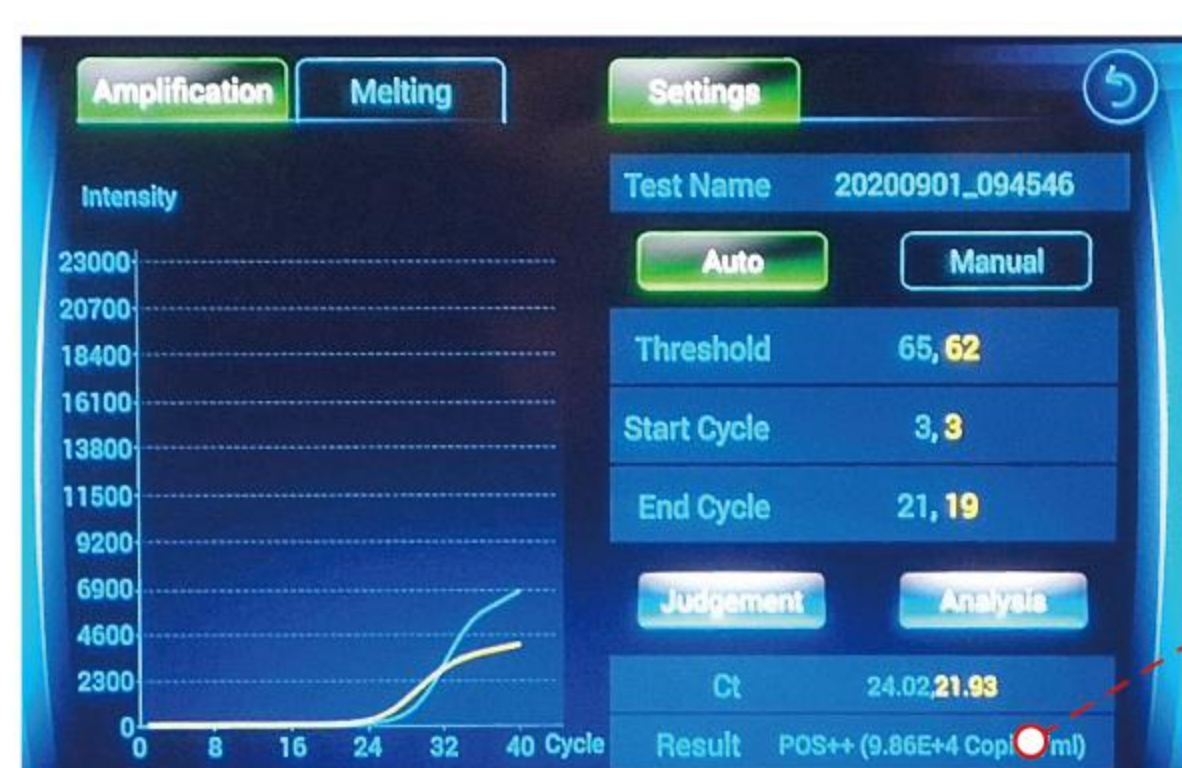 Amplification Melting Settings
Intensity
Test Name 20200901_094546
Auto Manual
23000
20700
18400
16100
13800
11500
9200
6900
4600
2300
0
0 8 16 24 32 40 Cycle
Threshold 65, 62
Start Cycle 3, 3
End Cycle 21, 19
Judgement Analysis
Ct 24.02,21.93
Result POS++ (9.86E+4 Copi ml)